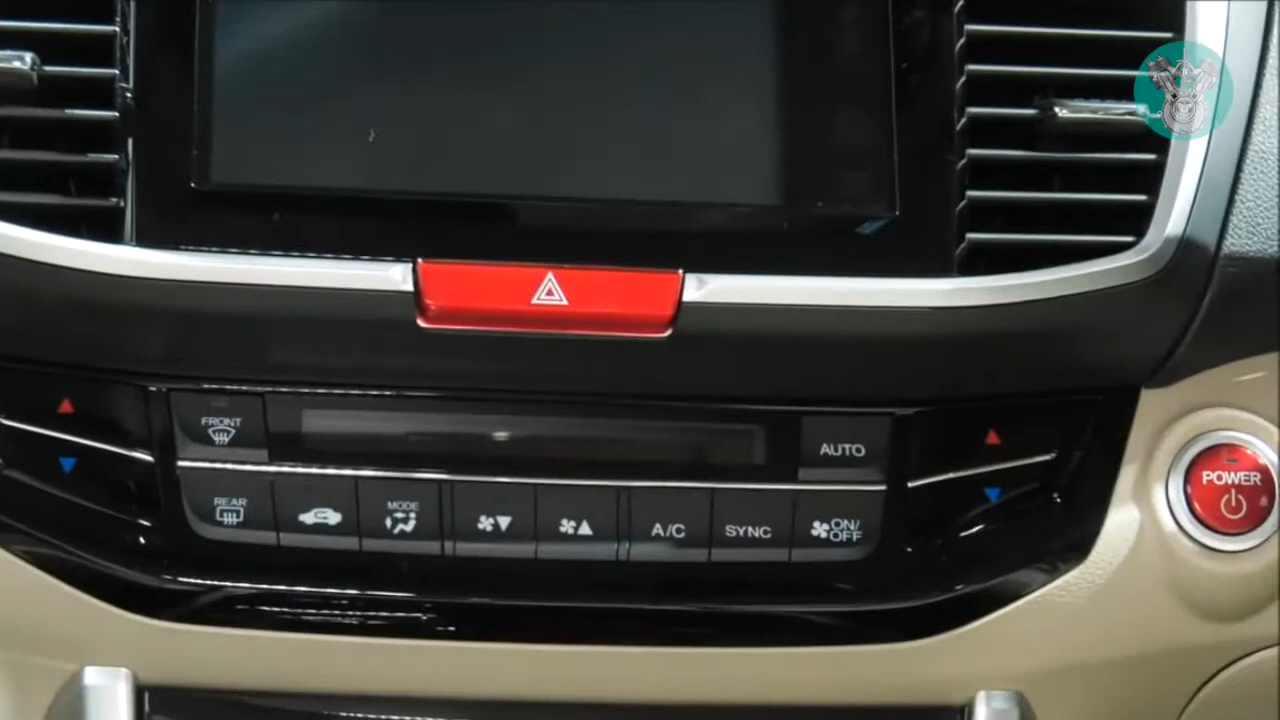 FRONT
AUTO
REAR
MODE
A/C
SYNC
ON/
OFF
POWER